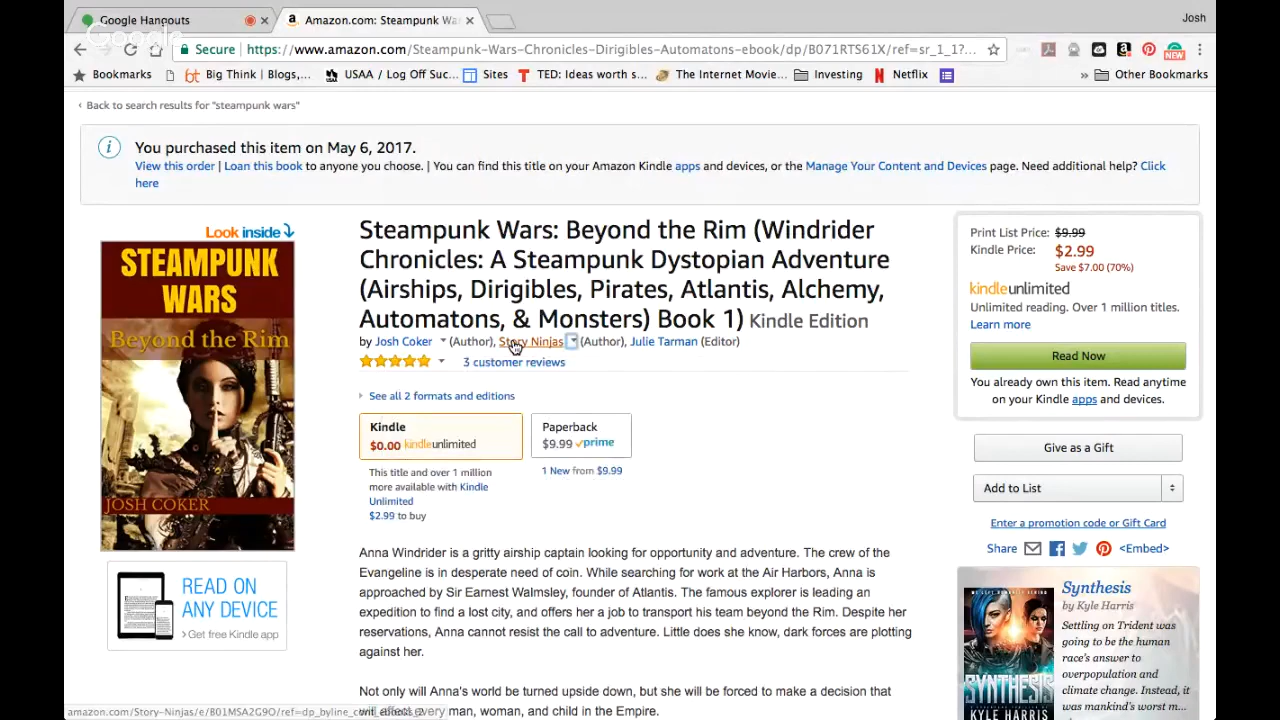 Google Hangouts
Amazon.com: Steampunk War
Josh
Google
Secure
https://www.amazon.com/Steampunk-Wars-Chronicles-Dirigibles-Automatons-ebook/dp/B071RTS61X/ref=sr_1_1?...
NEW
Bookmarks
Big Think | Blogs,...
USAA / Log Off Suc...
Sites
TED: Ideas worth s...
The Internet Movie...
Investing
Netflix
» Other Bookmarks
‹ Back to search results for "steampunk wars"
You purchased this item on May 6, 2017.
View this order | Loan this book to anyone you choose. | You can find this title on your Amazon Kindle apps and devices, or the Manage Your Content and Devices page. Need additional help? Click
here
Look inside
STEAMPUNK
WARS
Beyond the Rim
JOSH COKER
READ ON
ANY DEVICE
› Get free Kindle app
Steampunk Wars: Beyond the Rim (Windrider
Chronicles: A Steampunk Dystopian Adventure
(Airships, Dirigibles, Pirates, Atlantis, Alchemy,
Automatons, & Monsters) Book 1) Kindle Edition
by Josh Coker (Author), Story Ninjas (Author), Julie Tarman (Editor)
3 customer reviews
See all 2 formats and editions
Kindle
$0.00 kindleunlimited
This title and over 1 million
more available with Kindle
Unlimited
$2.99 to buy
Paperback
$9.99 prime
1 New from $9.99
Anna Windrider is a gritty airship captain looking for opportunity and adventure. The crew of the
Evangeline is in desperate need of coin. While searching for work at the Air Harbors, Anna is
approached by Sir Earnest Walmsley, founder of Atlantis. The famous explorer is leading an
expedition to find a lost city, and offers her a job to transport his team beyond the Rim. Despite her
reservations, Anna cannot resist the call to adventure. Little does she know, dark forces are plotting
against her.
Not only will Anna's world be turned upside down, but she will be forced to make a decision that
will affects every man, woman, and child in the Empire.
Print List Price: $9.99
Kindle Price: $2.99
Save $7.00 (70%)
kindleunlimited
Unlimited reading. Over 1 million titles.
Learn more
Read Now
You already own this item. Read anytime
on your Kindle apps and devices.
Give as a Gift
Add to List
Enter a promotion code or Gift Card
Share <Embed>
SYNTHESIS
KYLE HARRIS
Synthesis
by Kyle Harris
Settling on Trident was
going to be the human
race's answer to
overpopulation and
climate change. Instead, it
was mankind's worst m...